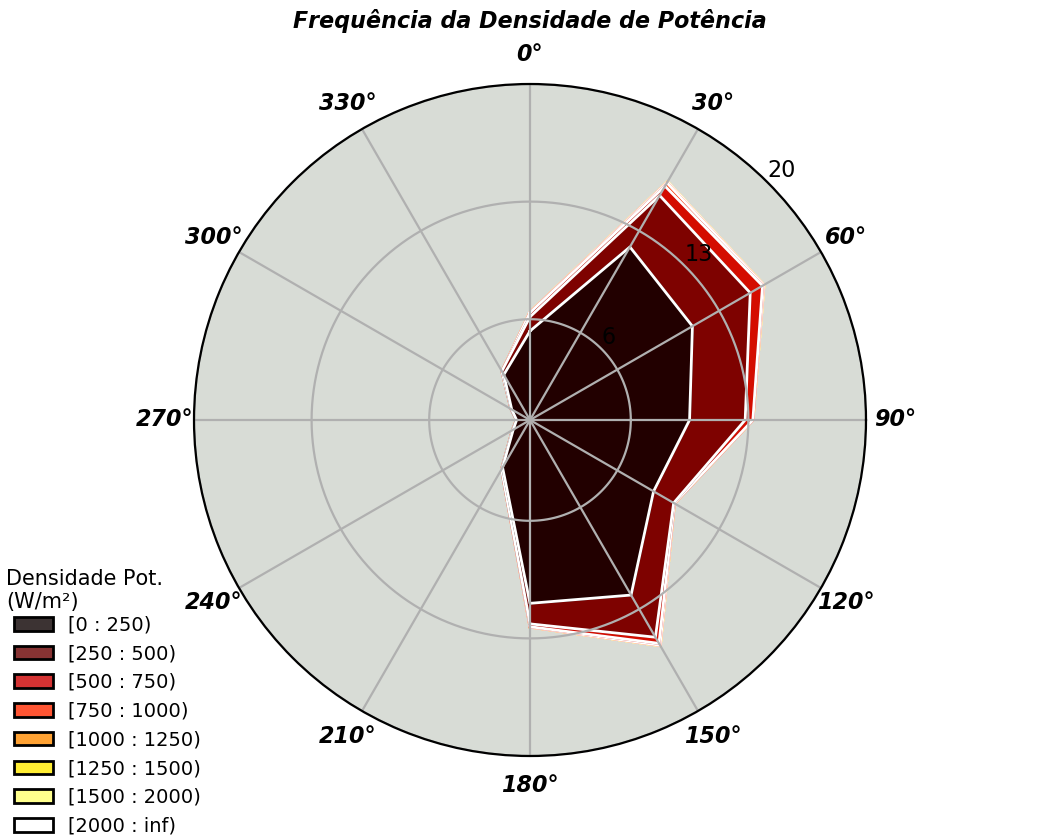 Frequência da Densidade de Potência
0°
330°
30°
20
300°
60°
13
6
270°
90°
240°
120°
210°
150°
180°
Densidade Pot.
(W/m²)
[0 : 250)
[250 : 500)
[500 : 750)
[750 : 1000)
[1000 : 1250)
[1250 : 1500)
[1500 : 2000)
[2000 : inf)